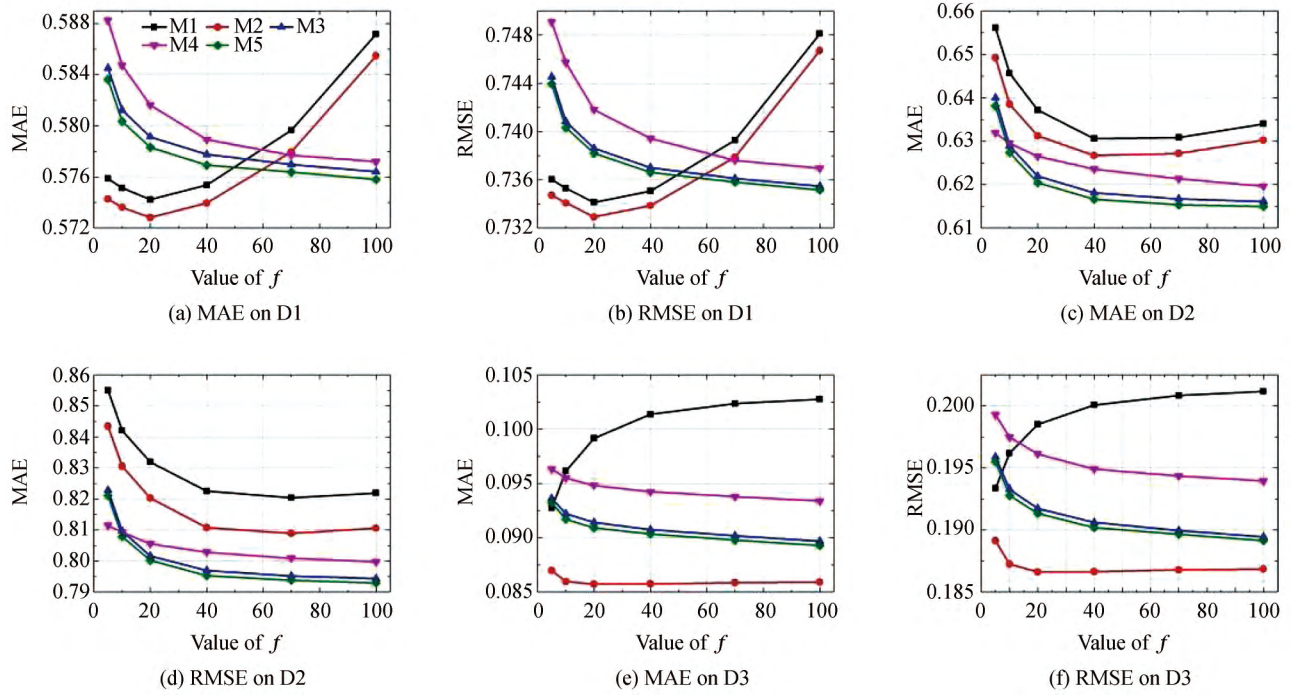 0.588
0.584
0.580
0.576
0.572
MAE
M1 M2 M3
M4 M5
0 20 40 60 80 100
Value of f
(a) MAE on D1
0.748
0.744
0.740
0.736
0.732
RMSE
0 20 40 60 80 100
Value of f
(b) RMSE on D1
0.66
0.65
0.64
0.63
0.62
0.61
MAE
0 20 40 60 80 100
Value of f
(c) MAE on D2
0.86
0.85
0.84
0.83
0.82
0.81
0.80
0.79
MAE
0 20 40 60 80 100
Value of f
(d) RMSE on D2
0.105
0.100
0.095
0.090
0.085
MAE
0 20 40 60 80 100
Value of f
(e) MAE on D3
0.200
0.195
0.190
0.185
RMSE
0 20 40 60 80 100
Value of f
(f) RMSE on D3